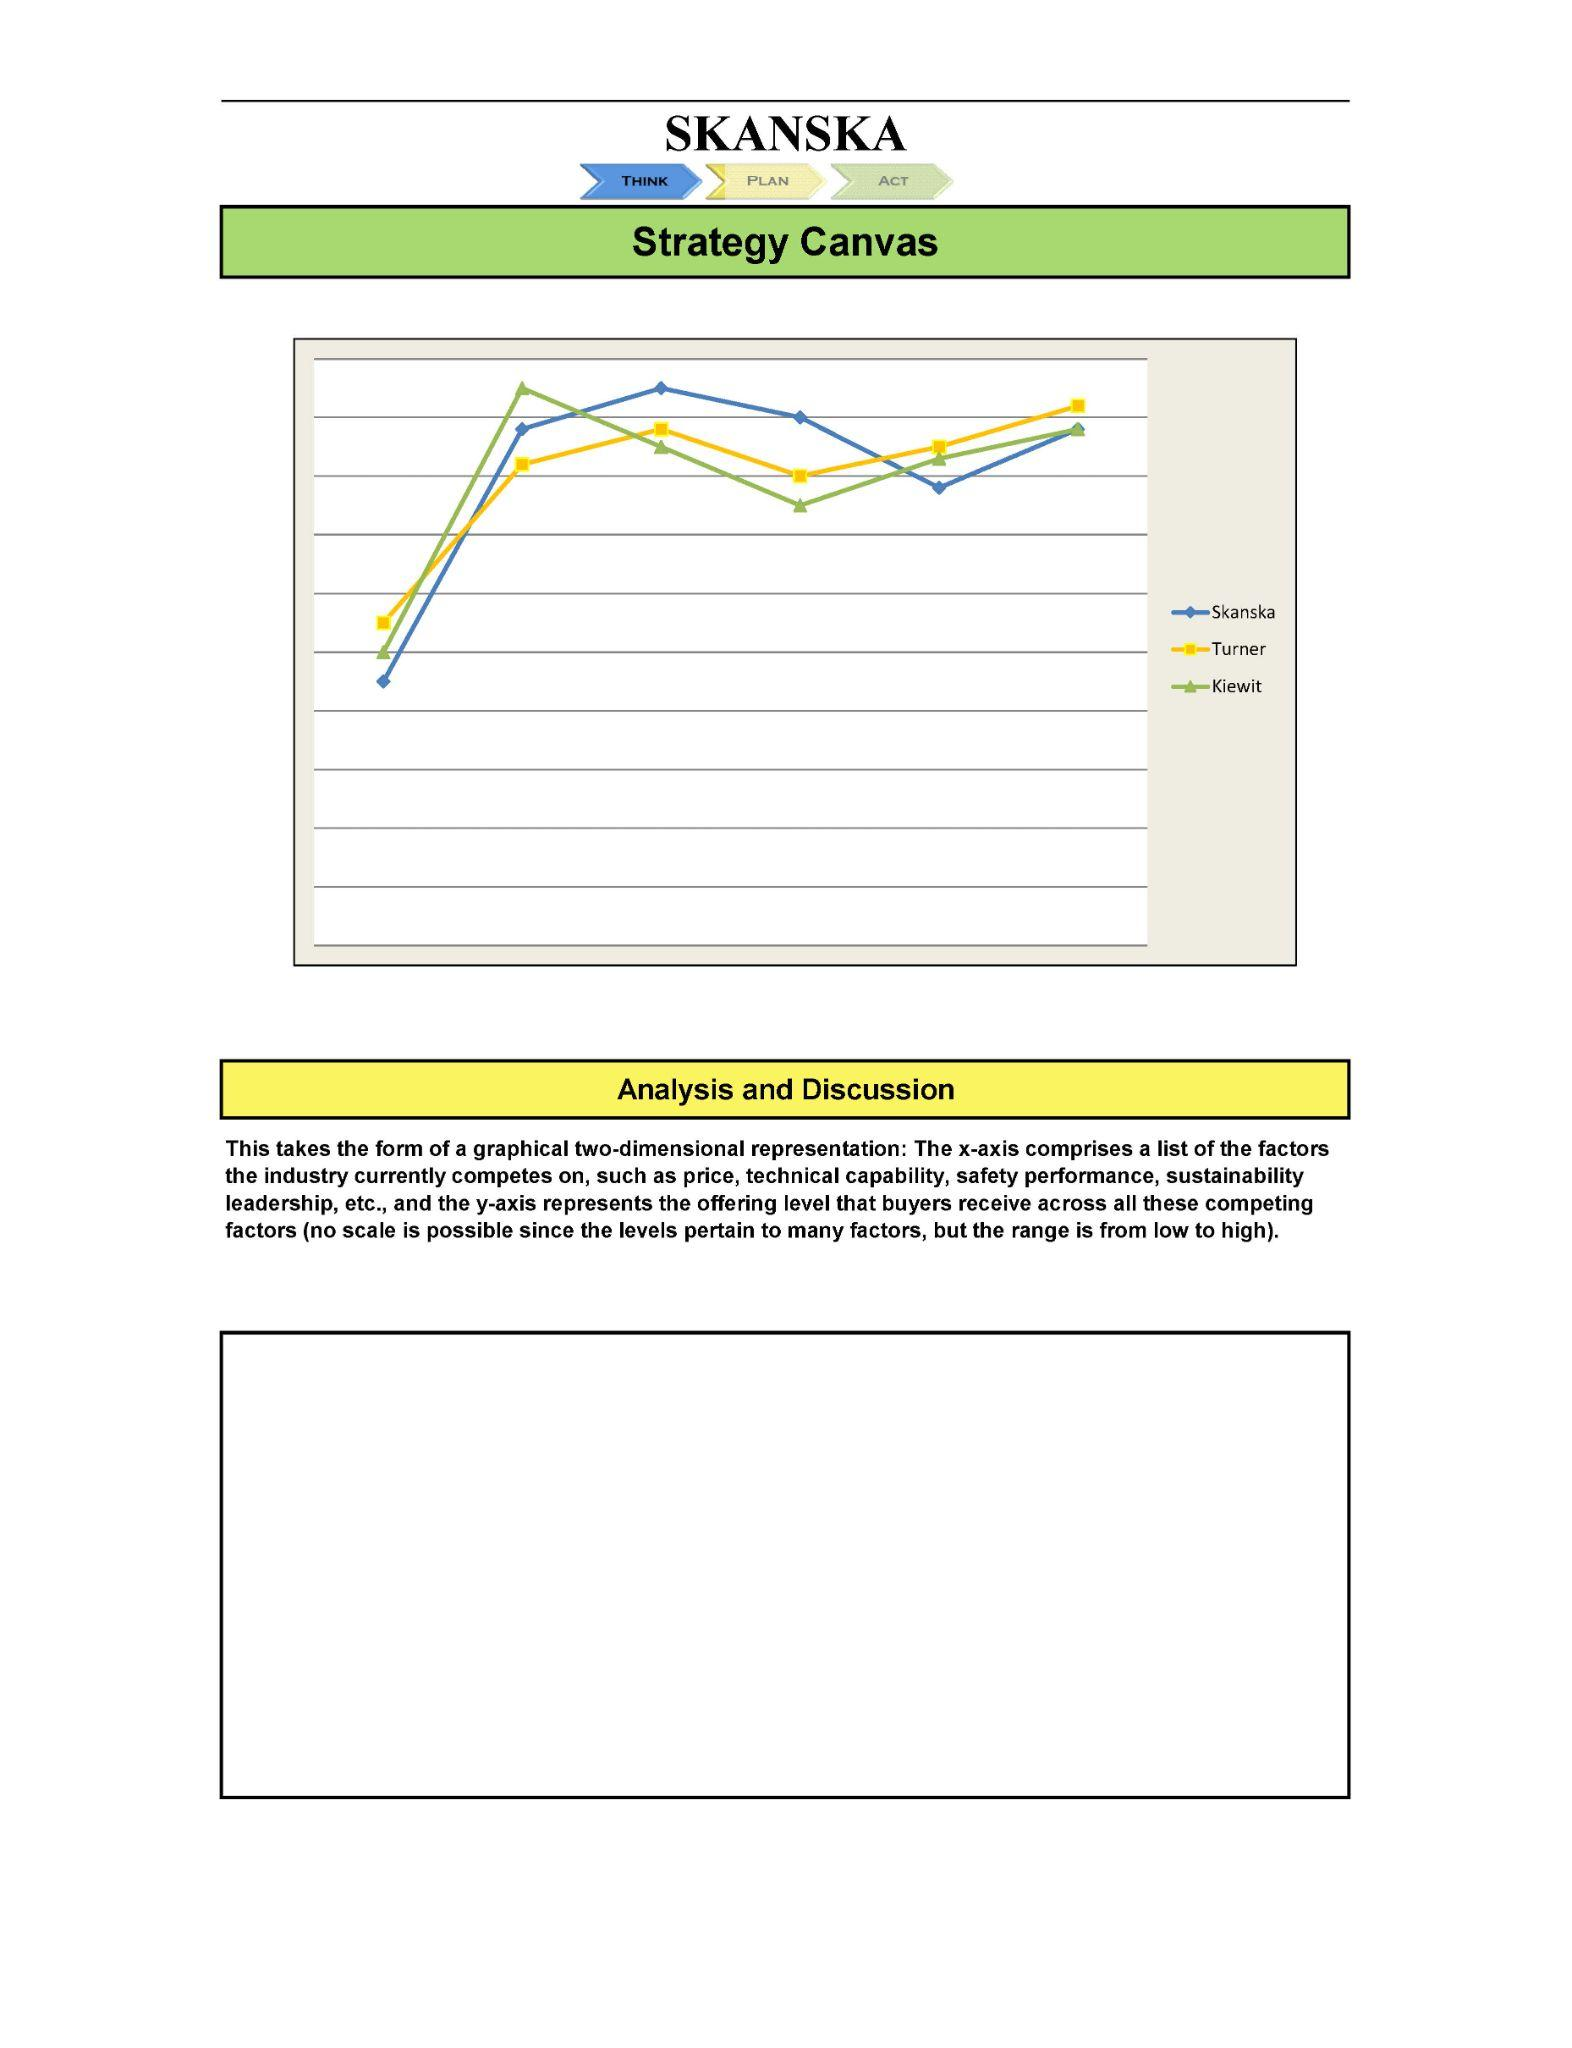 SKANSKA
THINK PLAN ACT
Strategy Canvas
Skanska
Turner
Kiewit
Analysis and Discussion
This takes the form of a graphical two-dimensional representation: The x-axis comprises a list of the factors
the industry currently competes on, such as price, technical capability, safety performance, sustainability
leadership, etc., and the y-axis represents the offering level that buyers receive across all these competing
factors (no scale is possible since the levels pertain to many factors, but the range is from low to high).